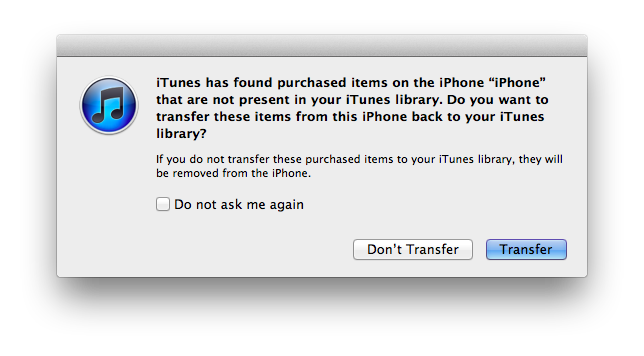 iTunes has found purchased items on the iPhone “iPhone”
that are not present in your iTunes library. Do you want to
transfer these items from this iPhone back to your iTunes
library?
If you do not transfer these purchased items to your iTunes library, they will
be removed from the iPhone.
Do not ask me again
Don’t Transfer
Transfer